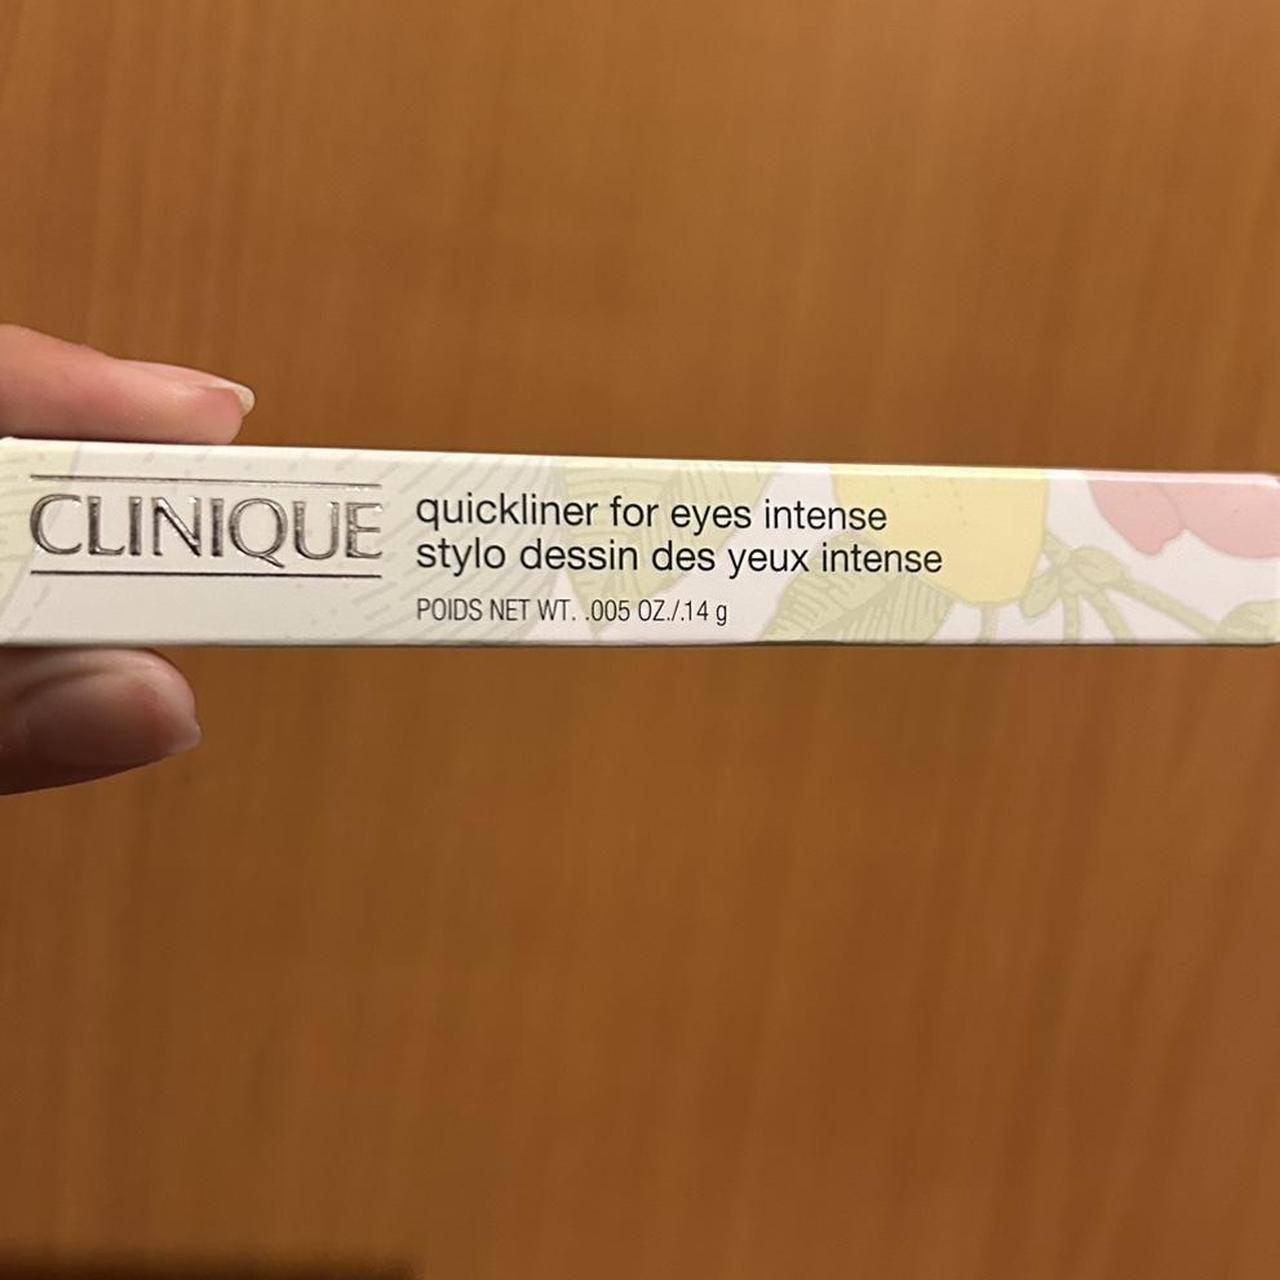 CLINIQUE
quickliner for eyes intense
stylo dessin des yeux intense
POIDS NET WT. .005 OZ./.14 g